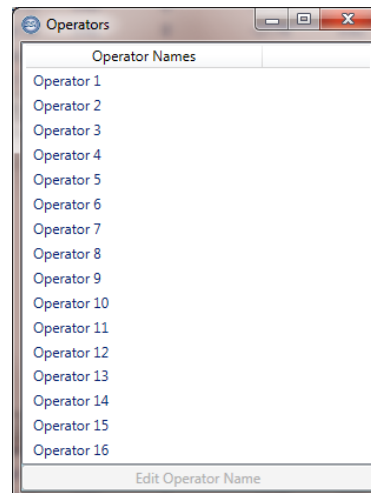 Operators
Operator Names
Operator 1
Operator 2
Operator 3
Operator 4
Operator 5
Operator 6
Operator 7
Operator 8
Operator 9
Operator 10
Operator 11
Operator 12
Operator 13
Operator 14
Operator 15
Operator 16
Edit Operator Name